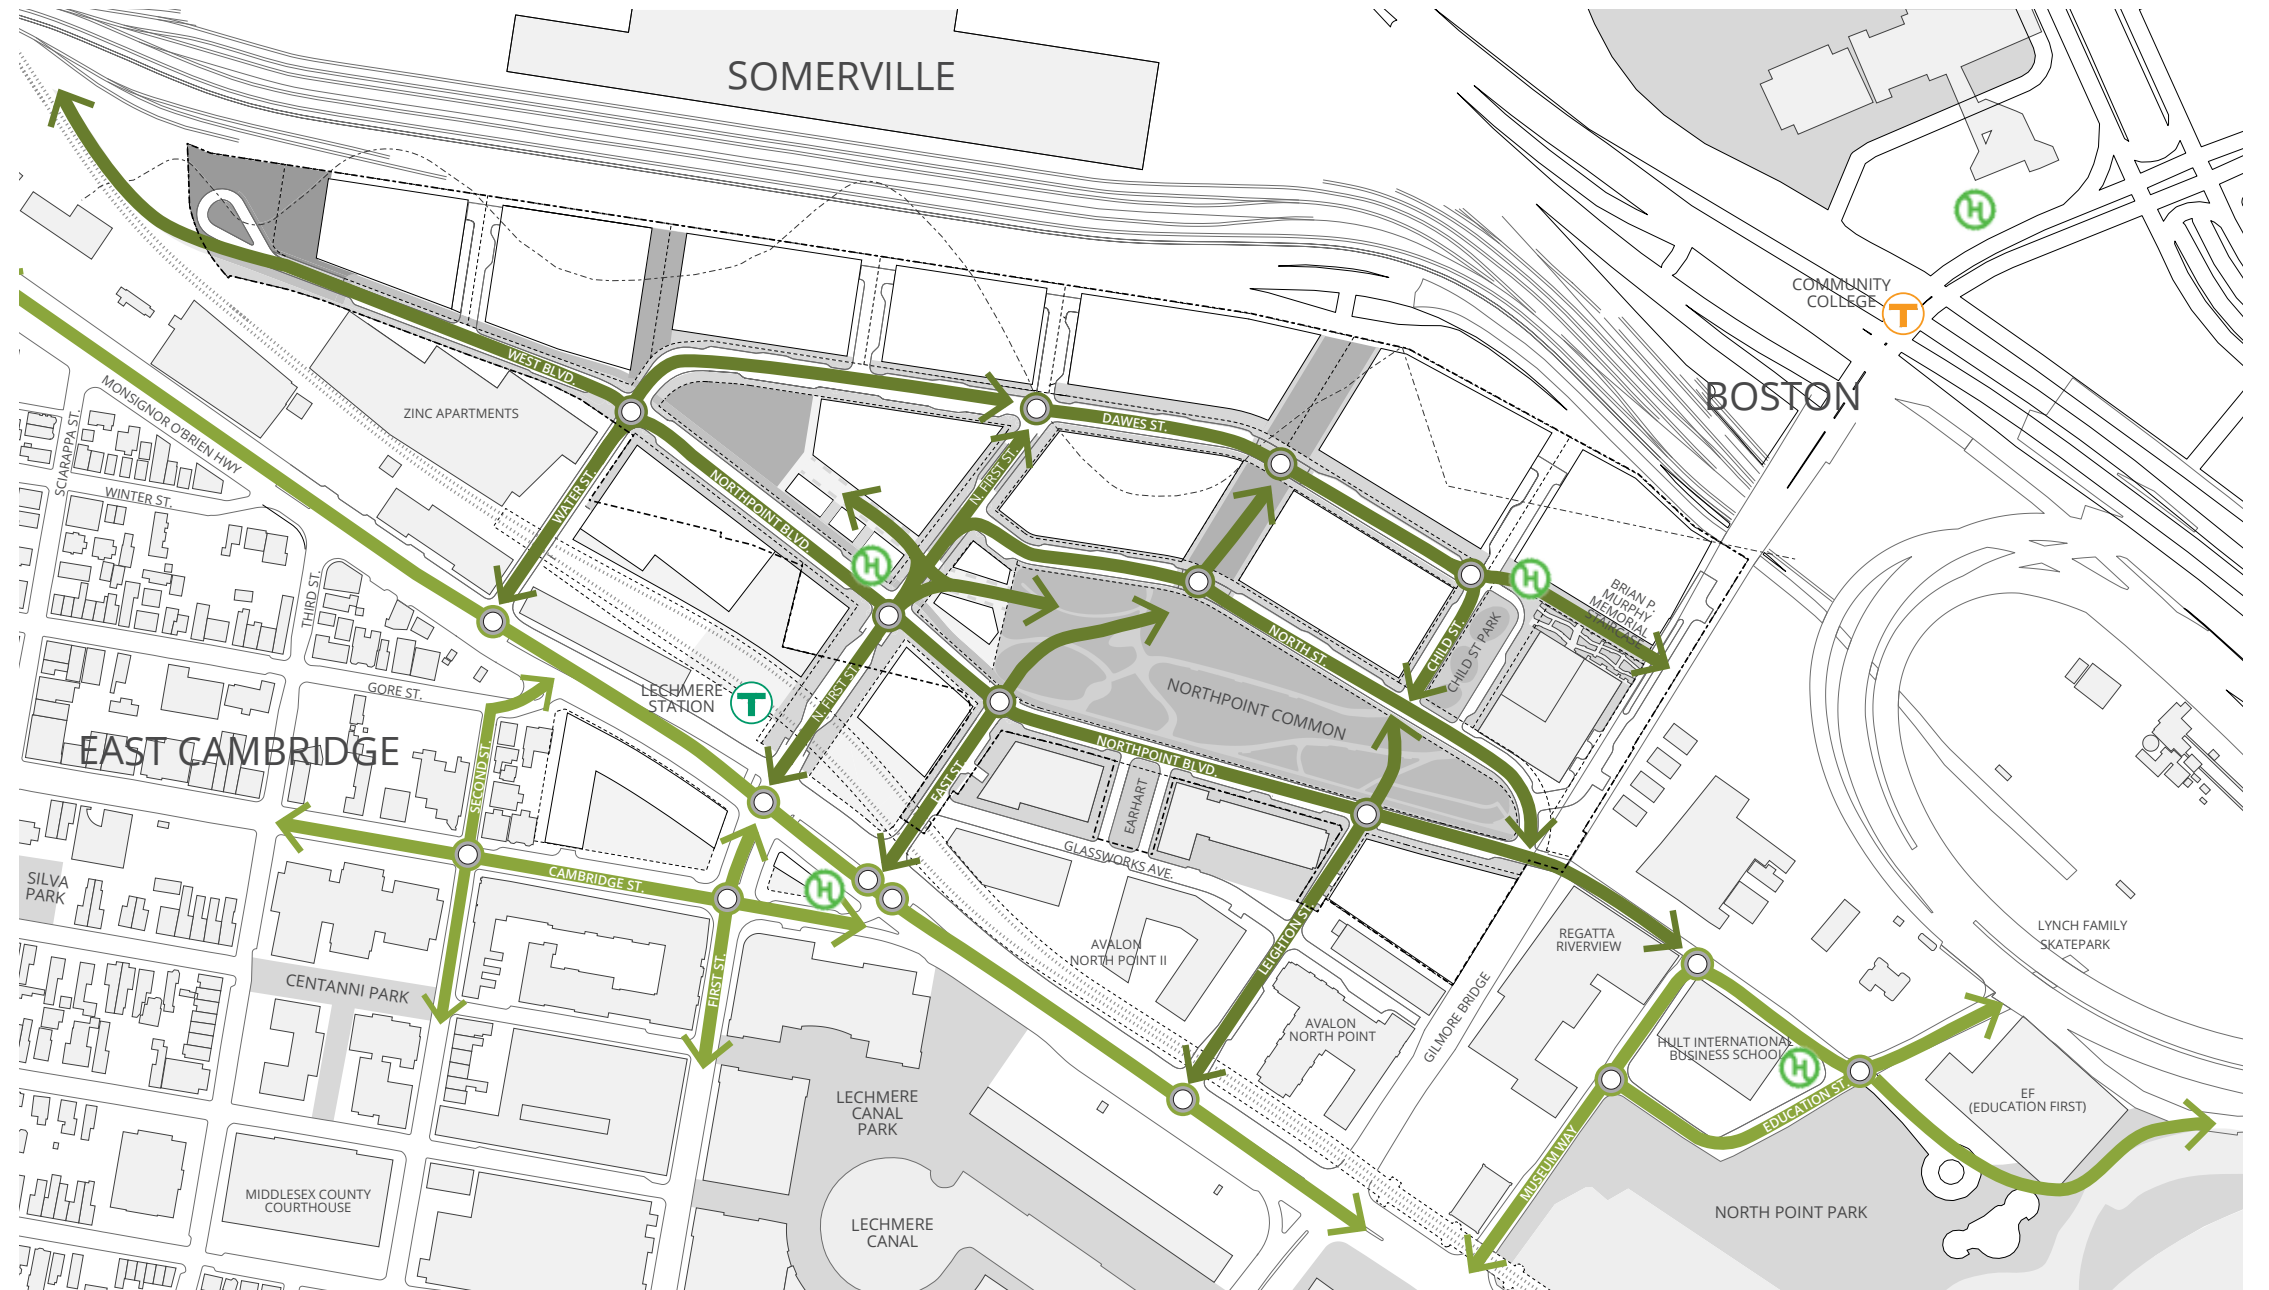 SOMERVILLE
COMMUNITY
COLLEGE
T
BOSTON
WEST BLVD.
ZINC APARTMENTS
MONSIGNOR O'BRIEN HWY
SCIARAPPA ST.
WINTER ST.
WATER ST.
NORTHPOINT BLVD.
N. FIRST ST.
DAWES ST.
H
H
H
BRIAN P.
MURPHY
MEMORIAL
STAIRCASE
CHILD ST.
CHILD ST PARK
NORTH ST.
NORTHPOINT COMMON
THIRD ST.
GORE ST.
LECHMERE
STATION
T
N. FIRST ST.
EAST CAMBRIDGE
SECOND ST.
EAST ST.
NORTHPOINT BLVD.
EARHART
GLASSWORKS AVE.
CAMBRIDGE ST.
H
SILVA
PARK
CENTANNI PARK
FIRST ST.
AVALON
NORTH POINT II
LEIGHTON ST.
REGATTA
RIVERVIEW
LYNCH FAMILY
SKATEPARK
GILMORE BRIDGE
AVALON
NORTH POINT
HULT INTERNATIONAL
BUSINESS SCHOOL
H
EDUCATION ST.
EF
(EDUCATION FIRST)
LECHMERE
CANAL
PARK
MUSEUM WAY
MIDDLESEX COUNTY
COURTHOUSE
LECHMERE
CANAL
NORTH POINT PARK